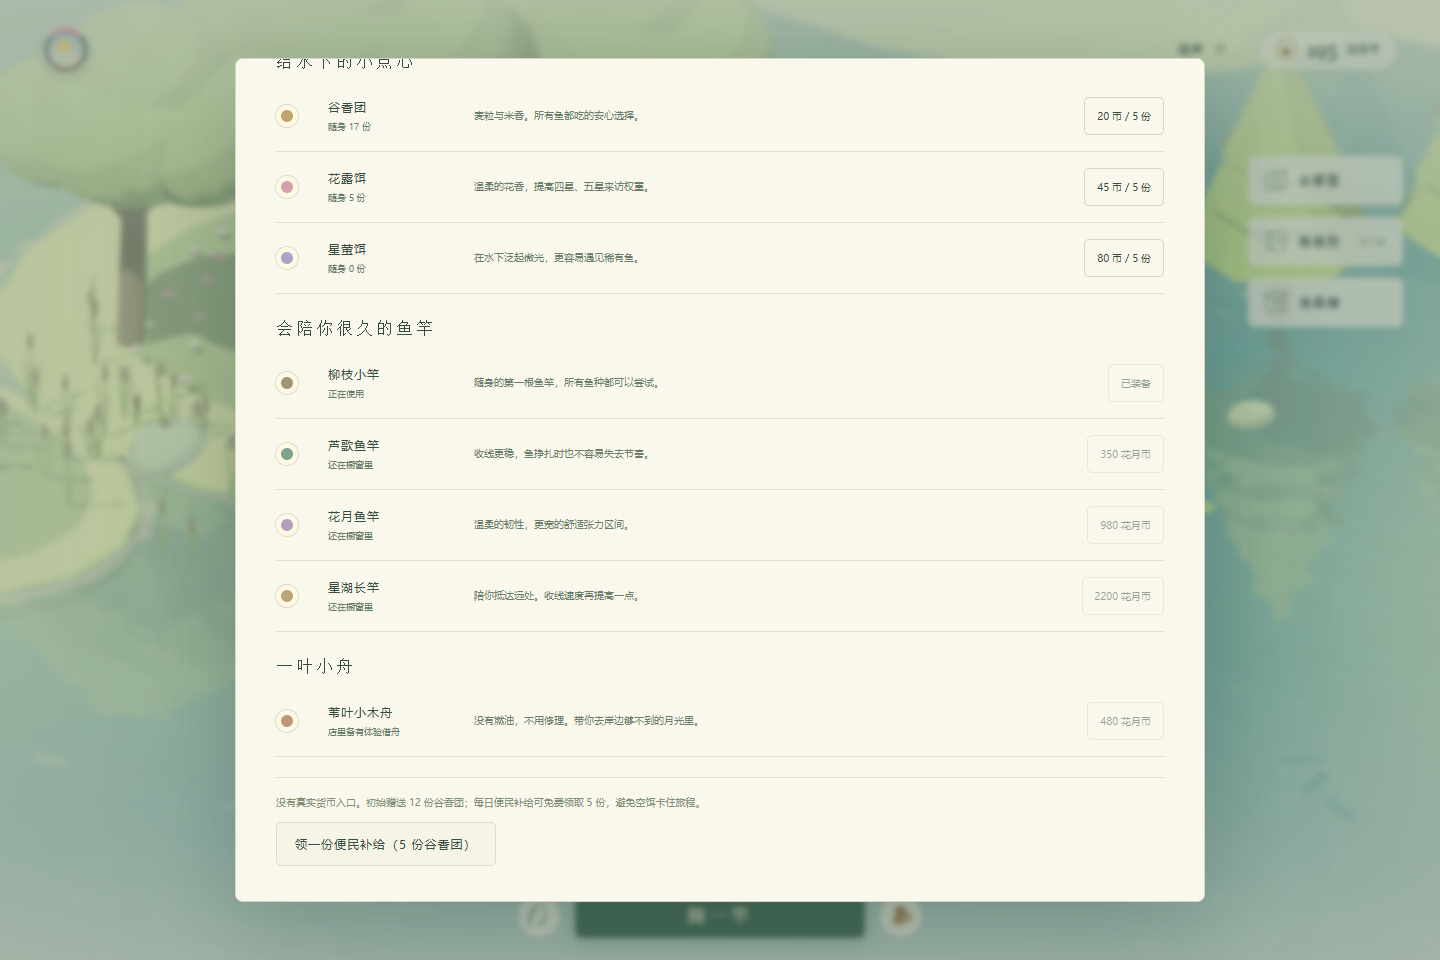 给水下的小点心
谷香团
随身 17 份
麦粒与米香。所有鱼都吃的安心选择。
20 币 / 5 份
花露饵
随身 5 份
温柔的花香，提高四星、五星来访权重。
45 币 / 5 份
星萤饵
随身 0 份
在水下泛起微光，更容易遇见稀有鱼。
80 币 / 5 份
会陪你很久的鱼竿
柳枝小竿
正在使用
随身的第一根鱼竿，所有鱼种都可以尝试。
已装备
芦歌鱼竿
还在橱窗里
收线更稳，鱼挣扎时也不容易失去节奏。
350 花月币
花月鱼竿
还在橱窗里
温柔的韧性，更宽的舒适张力区间。
980 花月币
星湖长竿
还在橱窗里
陪你抵达远处。收线速度再提高一点。
2200 花月币
一叶小舟
苇叶小木舟
店里备有体验借舟
没有燃油，不用修理。带你去岸边够不到的月光里。
480 花月币
没有真实货币入口。初始赠送 12 份谷香团；每日便民补给可免费领取 5 份，避免空饵卡住旅程。
领一份便民补给（5 份谷香团）